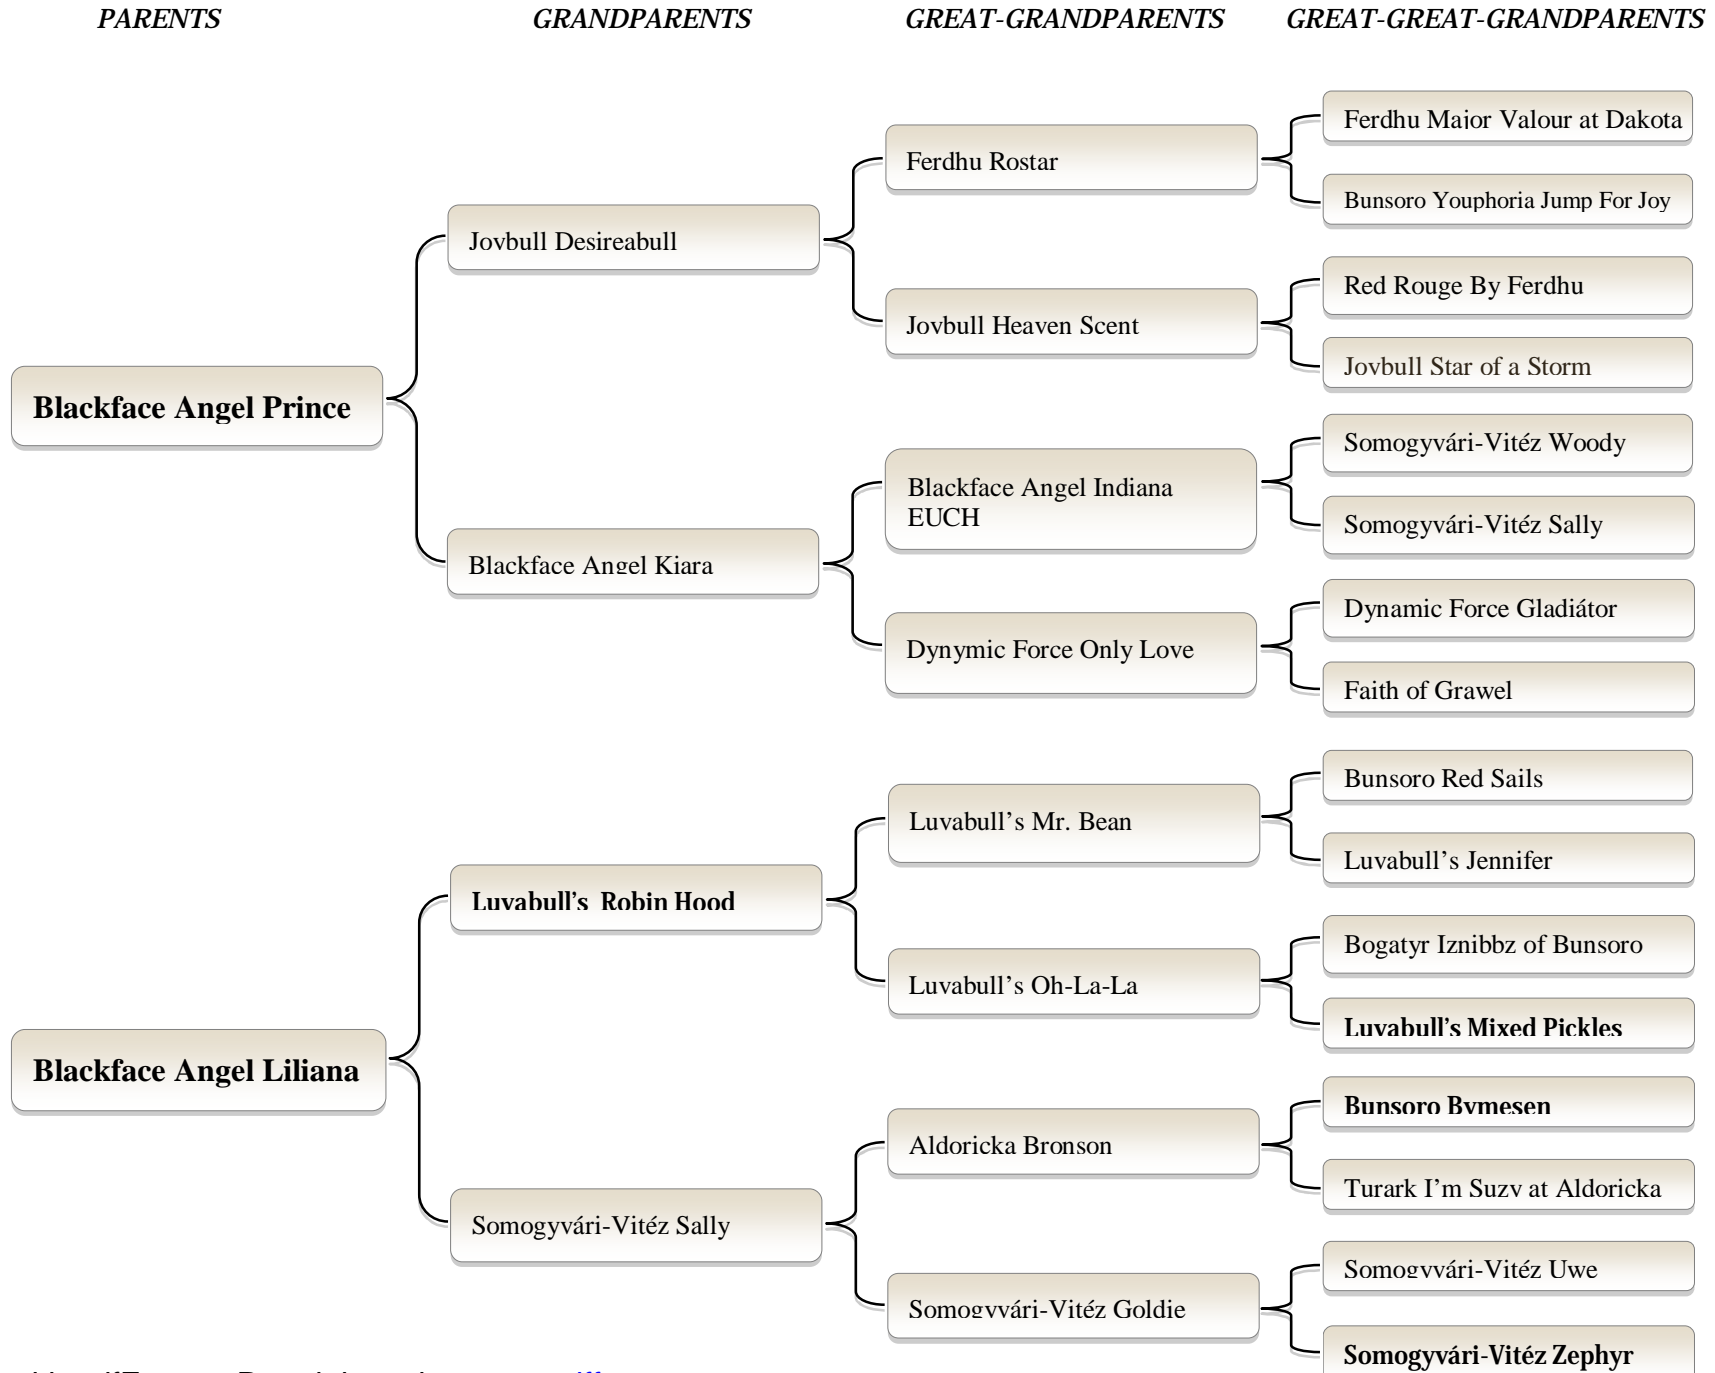 PARENTS
GRANDPARENTS
GREAT-GRANDPARENTS
GREAT-GREAT-GRANDPARENTS
Ferdhu Major Valour at Dakota
Ferdhu Rostar
Bunsoro Youphoria Jump For Joy
Jovbull Desireabull
Red Rouge By Ferdhu
Jovbull Heaven Scent
Jovbull Star of a Storm
Blackface Angel Prince
Somogyvári-Vitéz Woody
Blackface Angel Indiana
EUCH
Somogyvári-Vitéz Sally
Blackface Angel Kiara
Dynamic Force Gladiátor
Dynymic Force Only Love
Faith of Grawel
Bunsoro Red Sails
Luvabull's Mr. Bean
Luvabull's Jennifer
Luvabull's Robin Hood
Bogatyr Iznibbz of Bunsoro
Luvabull's Oh-La-La
Luvabull's Mixed Pickles
Blackface Angel Liliana
Bunsoro Bymesen
Aldoricka Bronson
Turark I'm Suzy at Aldoricka
Somogyvári-Vitéz Sally
Somogyvári-Vitéz Uwe
Somogyvári-Vitéz Goldie
Somogyvári-Vitéz Zephyr